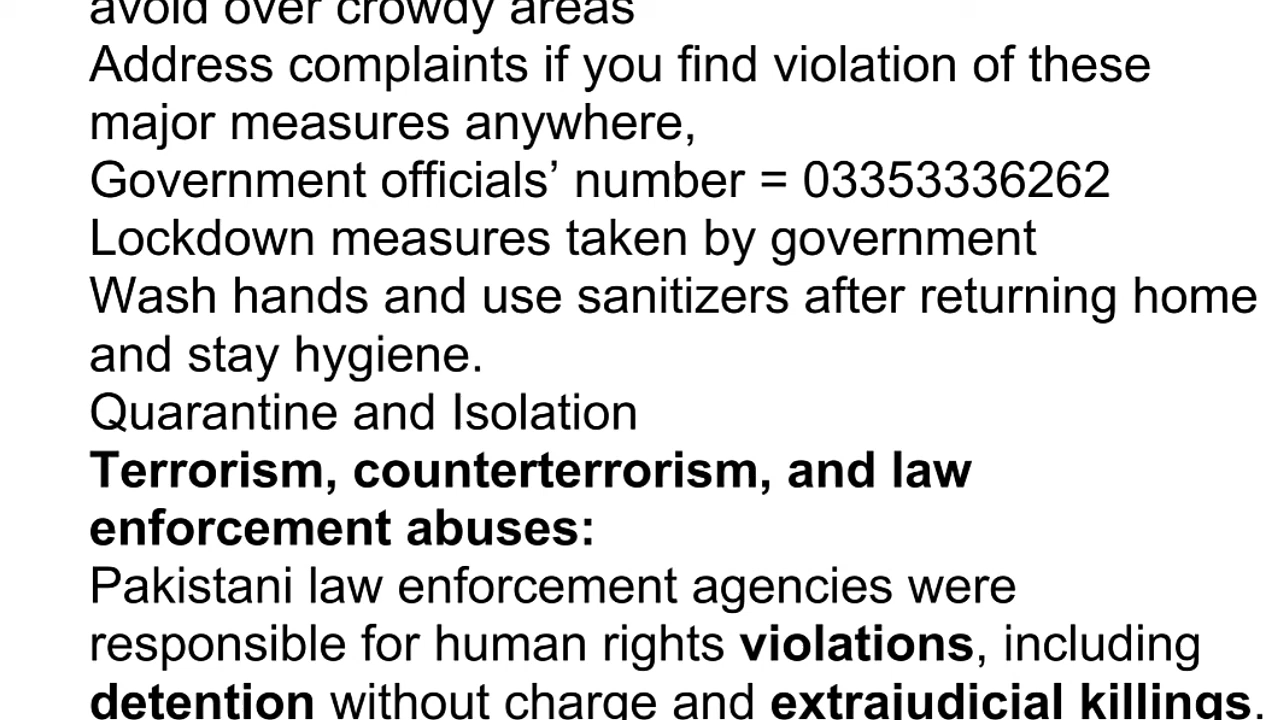 avoid over crowdy areas
Address complaints if you find violation of these
major measures anywhere,
Government officials’ number = 03353336262
Lockdown measures taken by government
Wash hands and use sanitizers after returning home
and stay hygiene.
Quarantine and Isolation
Terrorism, counterterrorism, and law
enforcement abuses:
Pakistani law enforcement agencies were
responsible for human rights violations, including
detention without charge and extrajudicial killings.